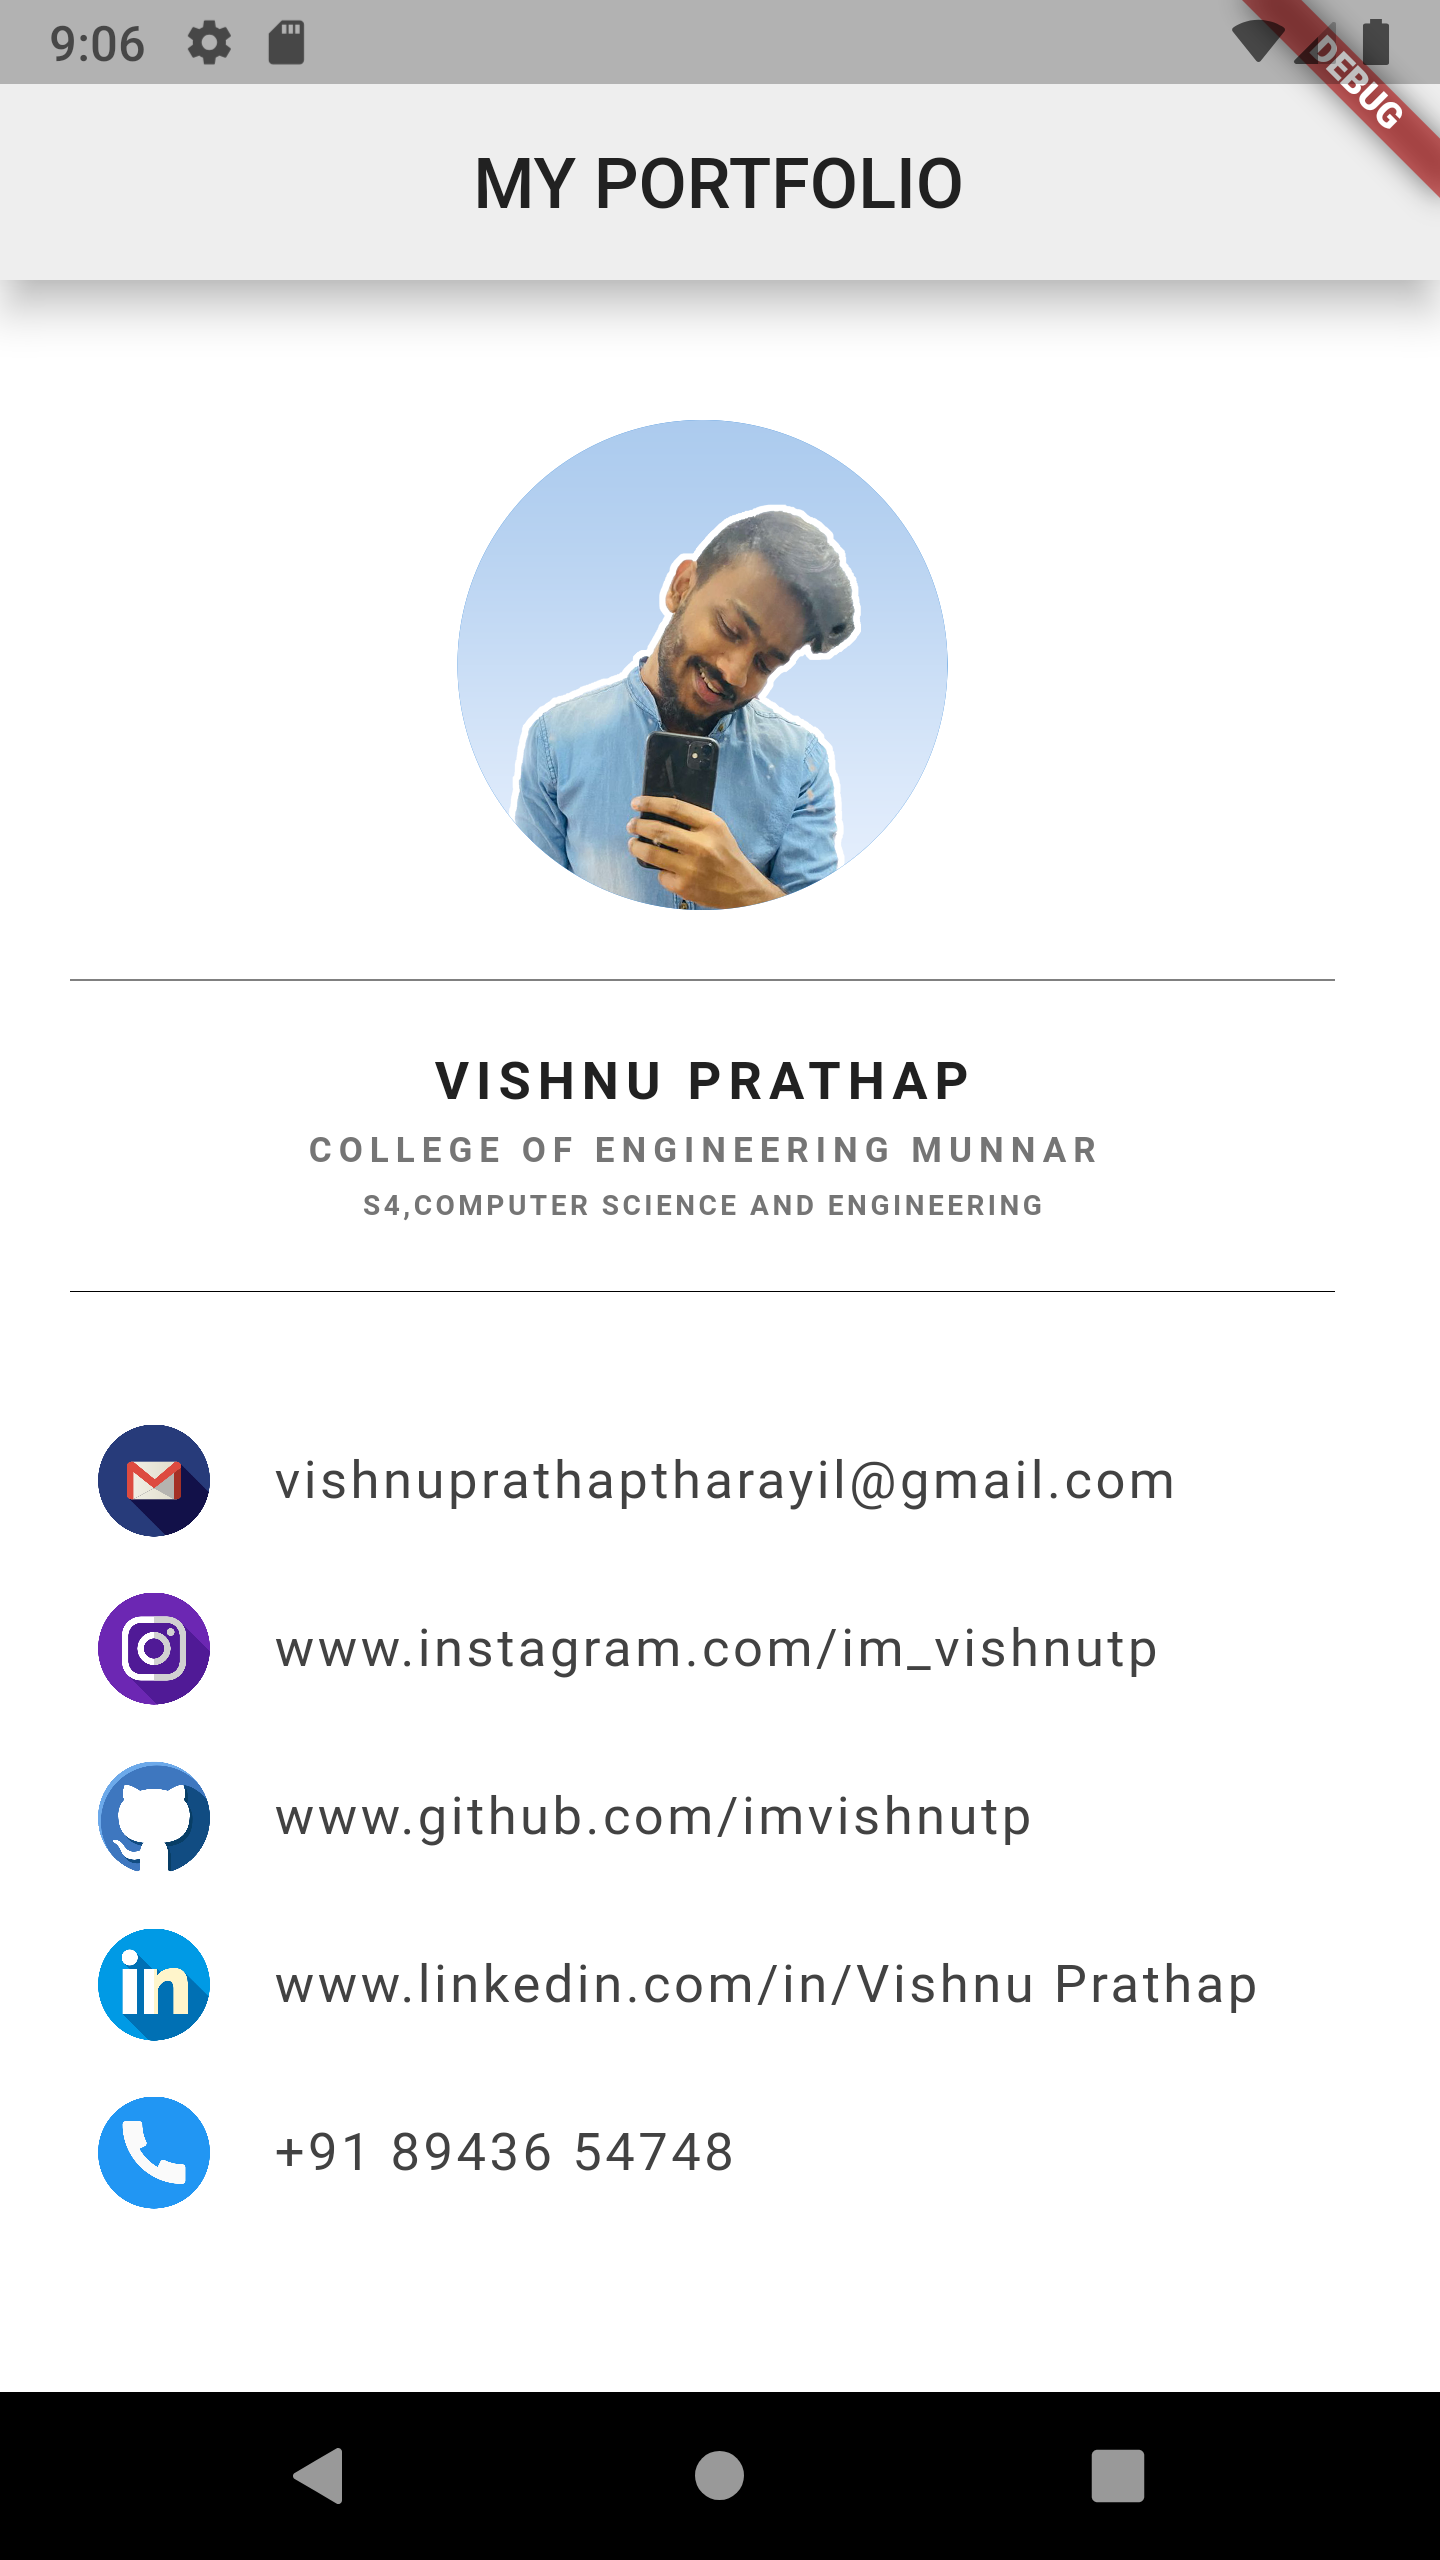 9:06
DEBUG
MY PORTFOLIO
VISHNU PRATHAP
COLLEGE OF ENGINEERING MUNNAR
S4,COMPUTER SCIENCE AND ENGINEERING
vishnuprathaptharayil@gmail.com
www.instagram.com/im_vishnutp
www.github.com/imvishnutp
www.linkedin.com/in/Vishnu Prathap
+91 89436 54748